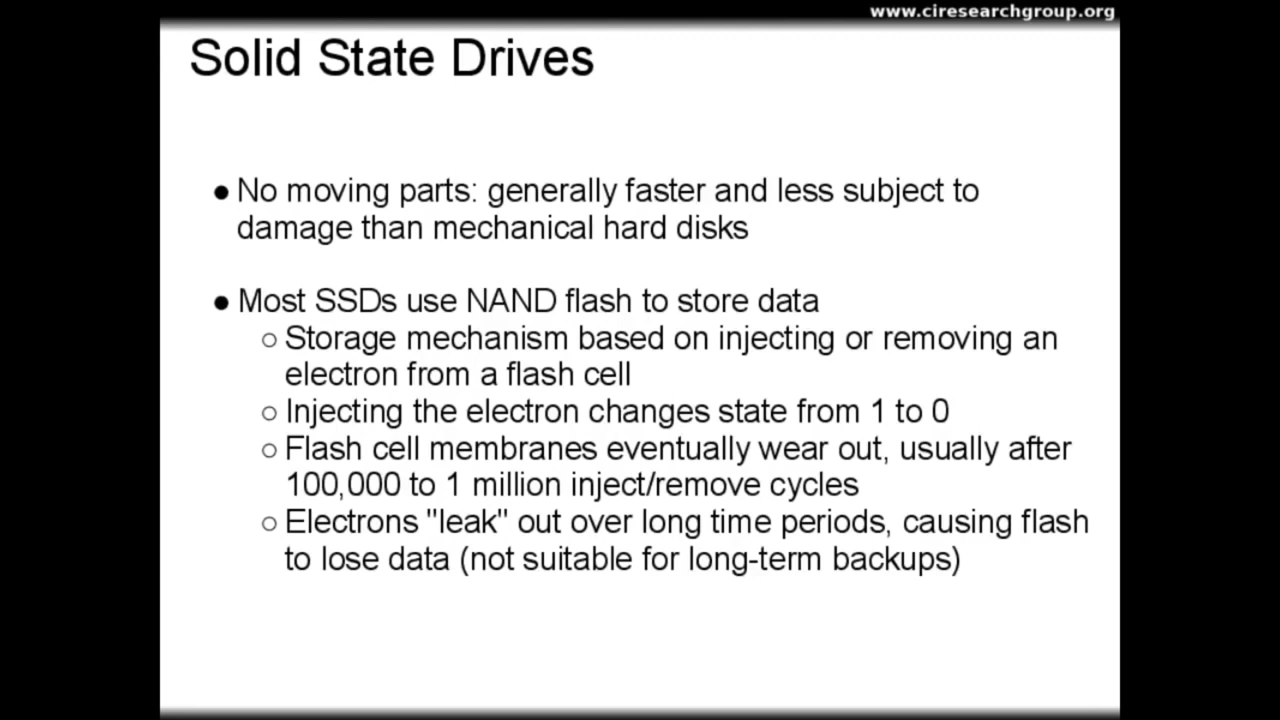 www.ciresearchgroup.org
Solid State Drives
● No moving parts: generally faster and less subject to
damage than mechanical hard disks
● Most SSDs use NAND flash to store data
○ Storage mechanism based on injecting or removing an
electron from a flash cell
○ Injecting the electron changes state from 1 to 0
○ Flash cell membranes eventually wear out, usually after
100,000 to 1 million inject/remove cycles
○ Electrons "leak" out over long time periods, causing flash
to lose data (not suitable for long-term backups)